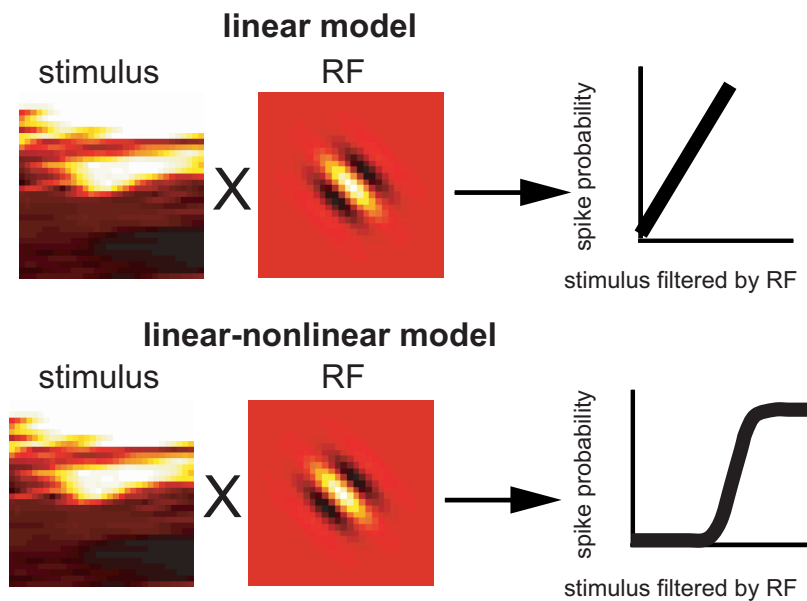 linear model
stimulus
RF
X
spike probability
stimulus filtered by RF
linear-nonlinear model
stimulus
RF
X
spike probability
stimulus filtered by RF